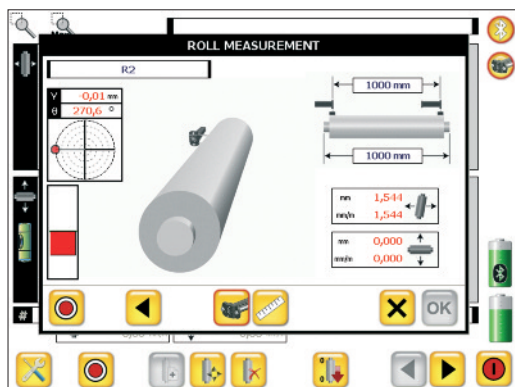 ROLL MEASUREMENT
R2
Y -0,01 mm
θ 270,6 °
1000 mm
1000 mm
mm 1,544
mm/m 1,544
mm 0,000
mm/m 0,000
OK
#